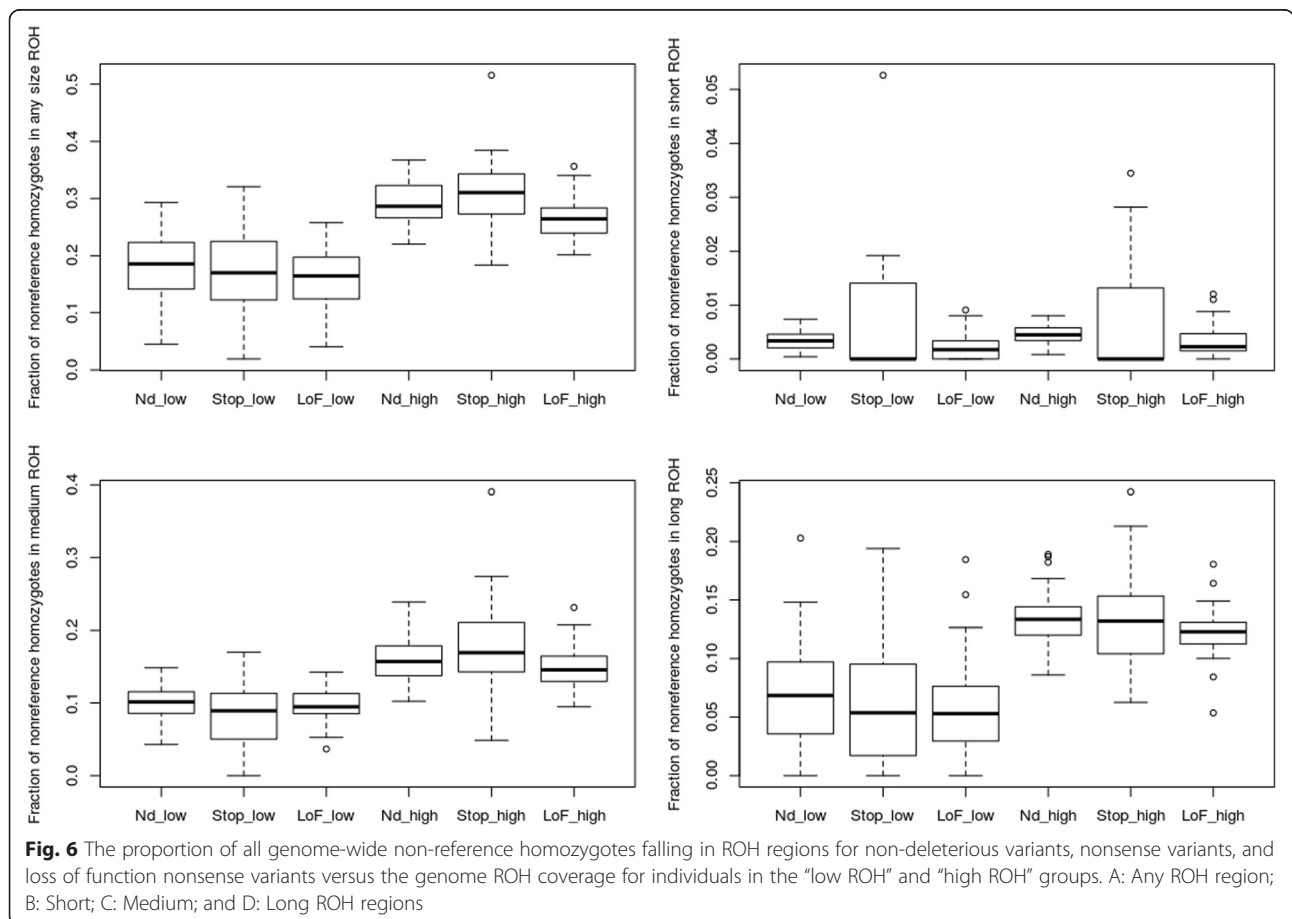 Fraction of nonreference homozygotes in any size ROH
0.5
0.4
0.3
0.2
0.1
0.0
Nd_low Stop_low LoF_low Nd_high Stop_high LoF_high
Fraction of nonreference homozygotes in short ROH
0.05
0.04
0.03
0.02
0.01
0.00
Nd_low Stop_low LoF_low Nd_high Stop_high LoF_high
Fraction of nonreference homozygotes in medium ROH
0.4
0.3
0.2
0.1
0.0
Nd_low Stop_low LoF_low Nd_high Stop_high LoF_high
Fraction of nonreference homozygotes in long ROH
0.25
0.20
0.15
0.10
0.05
0.00
Nd_low Stop_low LoF_low Nd_high Stop_high LoF_high
Fig. 6 The proportion of all genome-wide non-reference homozygotes falling in ROH regions for non-deleterious variants, nonsense variants, and
loss of function nonsense variants versus the genome ROH coverage for individuals in the “low ROH” and “high ROH” groups. A: Any ROH region;
B: Short; C: Medium; and D: Long ROH regions